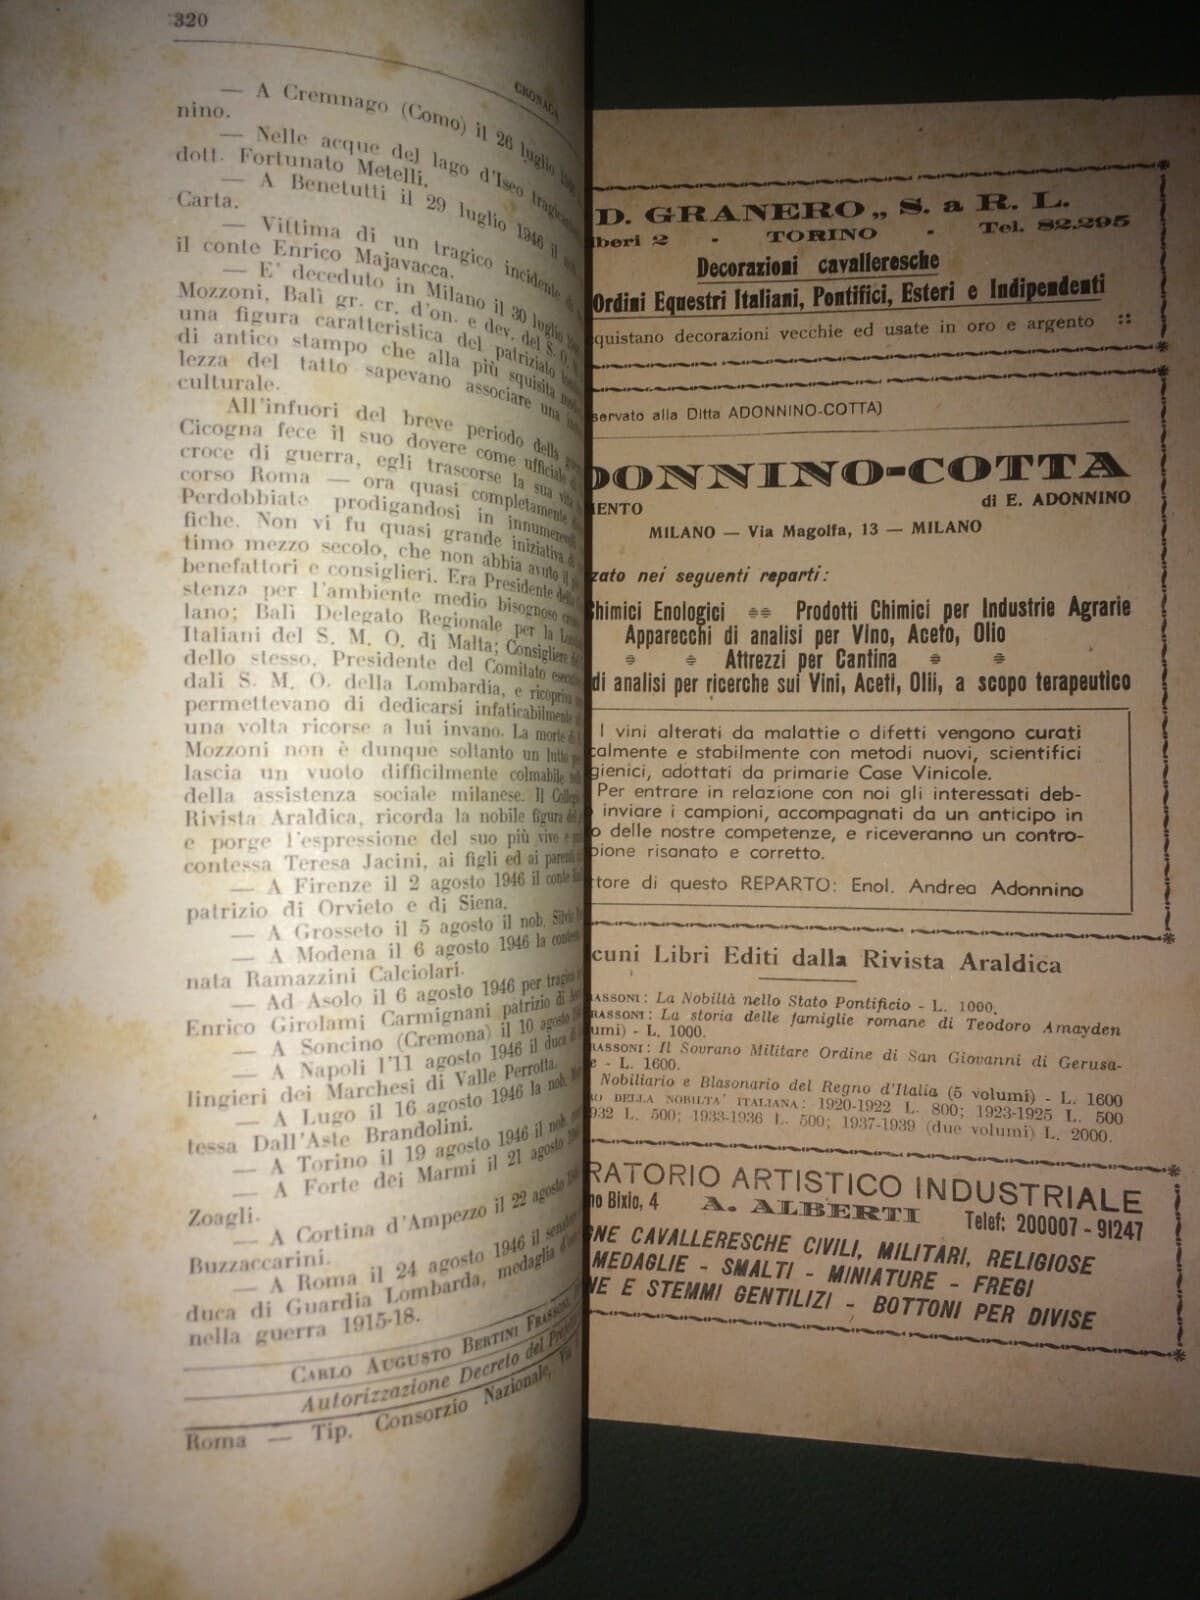 320
CRONACA
— A Cremnago (Como) il 26 luglio
nino.
— Nelle acque del lago d'Iseo
dott. Fortunato Metelli.
— A Benetutti il 29 luglio 1946 il
Carta.
— Vittima di un tragico incidente
il conte Enrico Majavacca.
— E' deceduto in Milano il 30 luglio
Mozzoni, Balì gr. cr. d'on. e dev. del S. O.
una figura caratteristica del patriziato
di antico stampo che alla più squisita
lezza del tatto sapevano associare una
culturale.
All'infuori del breve periodo della
Cicogna fece il suo dovere come ufficiale
croce di guerra, egli trascorse la sua vita
corso Roma — ora quasi completamente
Perdobbiate prodigandosi in
fiche. Non vi fu quasi grande iniziativa
timo mezzo secolo, che non abbia avuto il
benefattori e consiglieri. Era Presidente della
stenza per l'ambiente medio bisognoso
lano; Balì Delegato Regionale per la
Italiani del S. M. O. di Malta; Consigliere
dello stesso, Presidente del Comitato
dali S. M. O. della Lombardia, e ricopriva
permettevano di dedicarsi infaticabilmente
una volta ricorse a lui invano. La morte
Mozzoni non è dunque soltanto un lutto
lascia un vuoto difficilmente colmabile
della assistenza sociale milanese. Il
Rivista Araldica, ricorda la nobile figura
e porge l'espressione del suo più vivo e
contessa Teresa Jacini, ai figli ed ai parenti
— A Firenze il 2 agosto 1946 il conte
patrizio di Orvieto e di Siena.
— A Grosseto il 5 agosto il nob. Silvio
— A Modena il 6 agosto 1946 la
nata Ramazzini Calciolari.
— Ad Asolo il 6 agosto 1946 per tragico
Enrico Girolami Carmignani patrizio di
— A Soncino (Cremona) il 10 agosto
— A Napoli l'11 agosto 1946 il duca
lingieri dei Marchesi di Valle Perrotta.
— A Lugo il 16 agosto 1946 la nob.
tessa Dall'Aste Brandolini.
— A Torino il 19 agosto 1946 il nob.
— A Forte dei Marmi il 21 agosto
Zoagli.
— A Cortina d'Ampezzo il 22 agosto
Buzzaccarini.
— A Roma il 24 agosto 1946 il senatore
duca di Guardia Lombarda, medaglia
nella guerra 1915-18.
CARLO AUGUSTO BERTINI FRASSONI,
Autorizzazione Decreto del
Roma — Tip. Consorzio Nazionale, Via
D. GRANERO„ S. a R. L.
lberi 2 - TORINO - Tel. 82.295
Decorazioni cavalleresche
Ordini Equestri Italiani, Pontifici, Esteri e Indipendenti
cquistano decorazioni vecchie ed usate in oro e argento ::
servato alla Ditta ADONNINO-COTTA)
DONNINO-COTTA
MENTO di E. ADONNINO
MILANO — Via Magolfa, 13 — MILANO
zato nei seguenti reparti:
Chimici Enologici Prodotti Chimici per Industrie Agrarie
Apparecchi di analisi per Vino, Aceto, Olio
Attrezzi per Cantina
di analisi per ricerche sui Vini, Aceti, Olii, a scopo terapeutico
I vini alterati da malattie o difetti vengono curati
calmente e stabilmente con metodi nuovi, scientifici
gienici, adottati da primarie Case Vinicole.
Per entrare in relazione con noi gli interessati deb-
inviare i campioni, accompagnati da un anticipo in
o delle nostre competenze, e riceveranno un contro-
pione risanato e corretto.
ttore di questo REPARTO: Enol. Andrea Adonnino
cuni Libri Editi dalla Rivista Araldica
RASSONI: La Nobiltà nello Stato Pontificio - L. 1000.
RASSONI: La storia delle famiglie romane di Teodoro Amayden
umi) - L. 1000.
RASSONI: Il Sovrano Militare Ordine di San Giovanni di Gerusa-
e - L. 1600.
Nobiliario e Blasonario del Regno d'Italia (5 volumi) - L. 1600
RO DELLA NOBILTA' ITALIANA: 1920-1922 L. 800; 1923-1925 L. 500
932 L. 500; 1933-1936 L. 500; 1937-1939 (due volumi) L. 2000.
RATORIO ARTISTICO INDUSTRIALE
no Bixio, 4 A. ALBERTI Telef: 200007 - 91247
GNE CAVALLERESCHE CIVILI, MILITARI, RELIGIOSE
MEDAGLIE - SMALTI - MINIATURE - FREGI
NE E STEMMI GENTILIZI - BOTTONI PER DIVISE